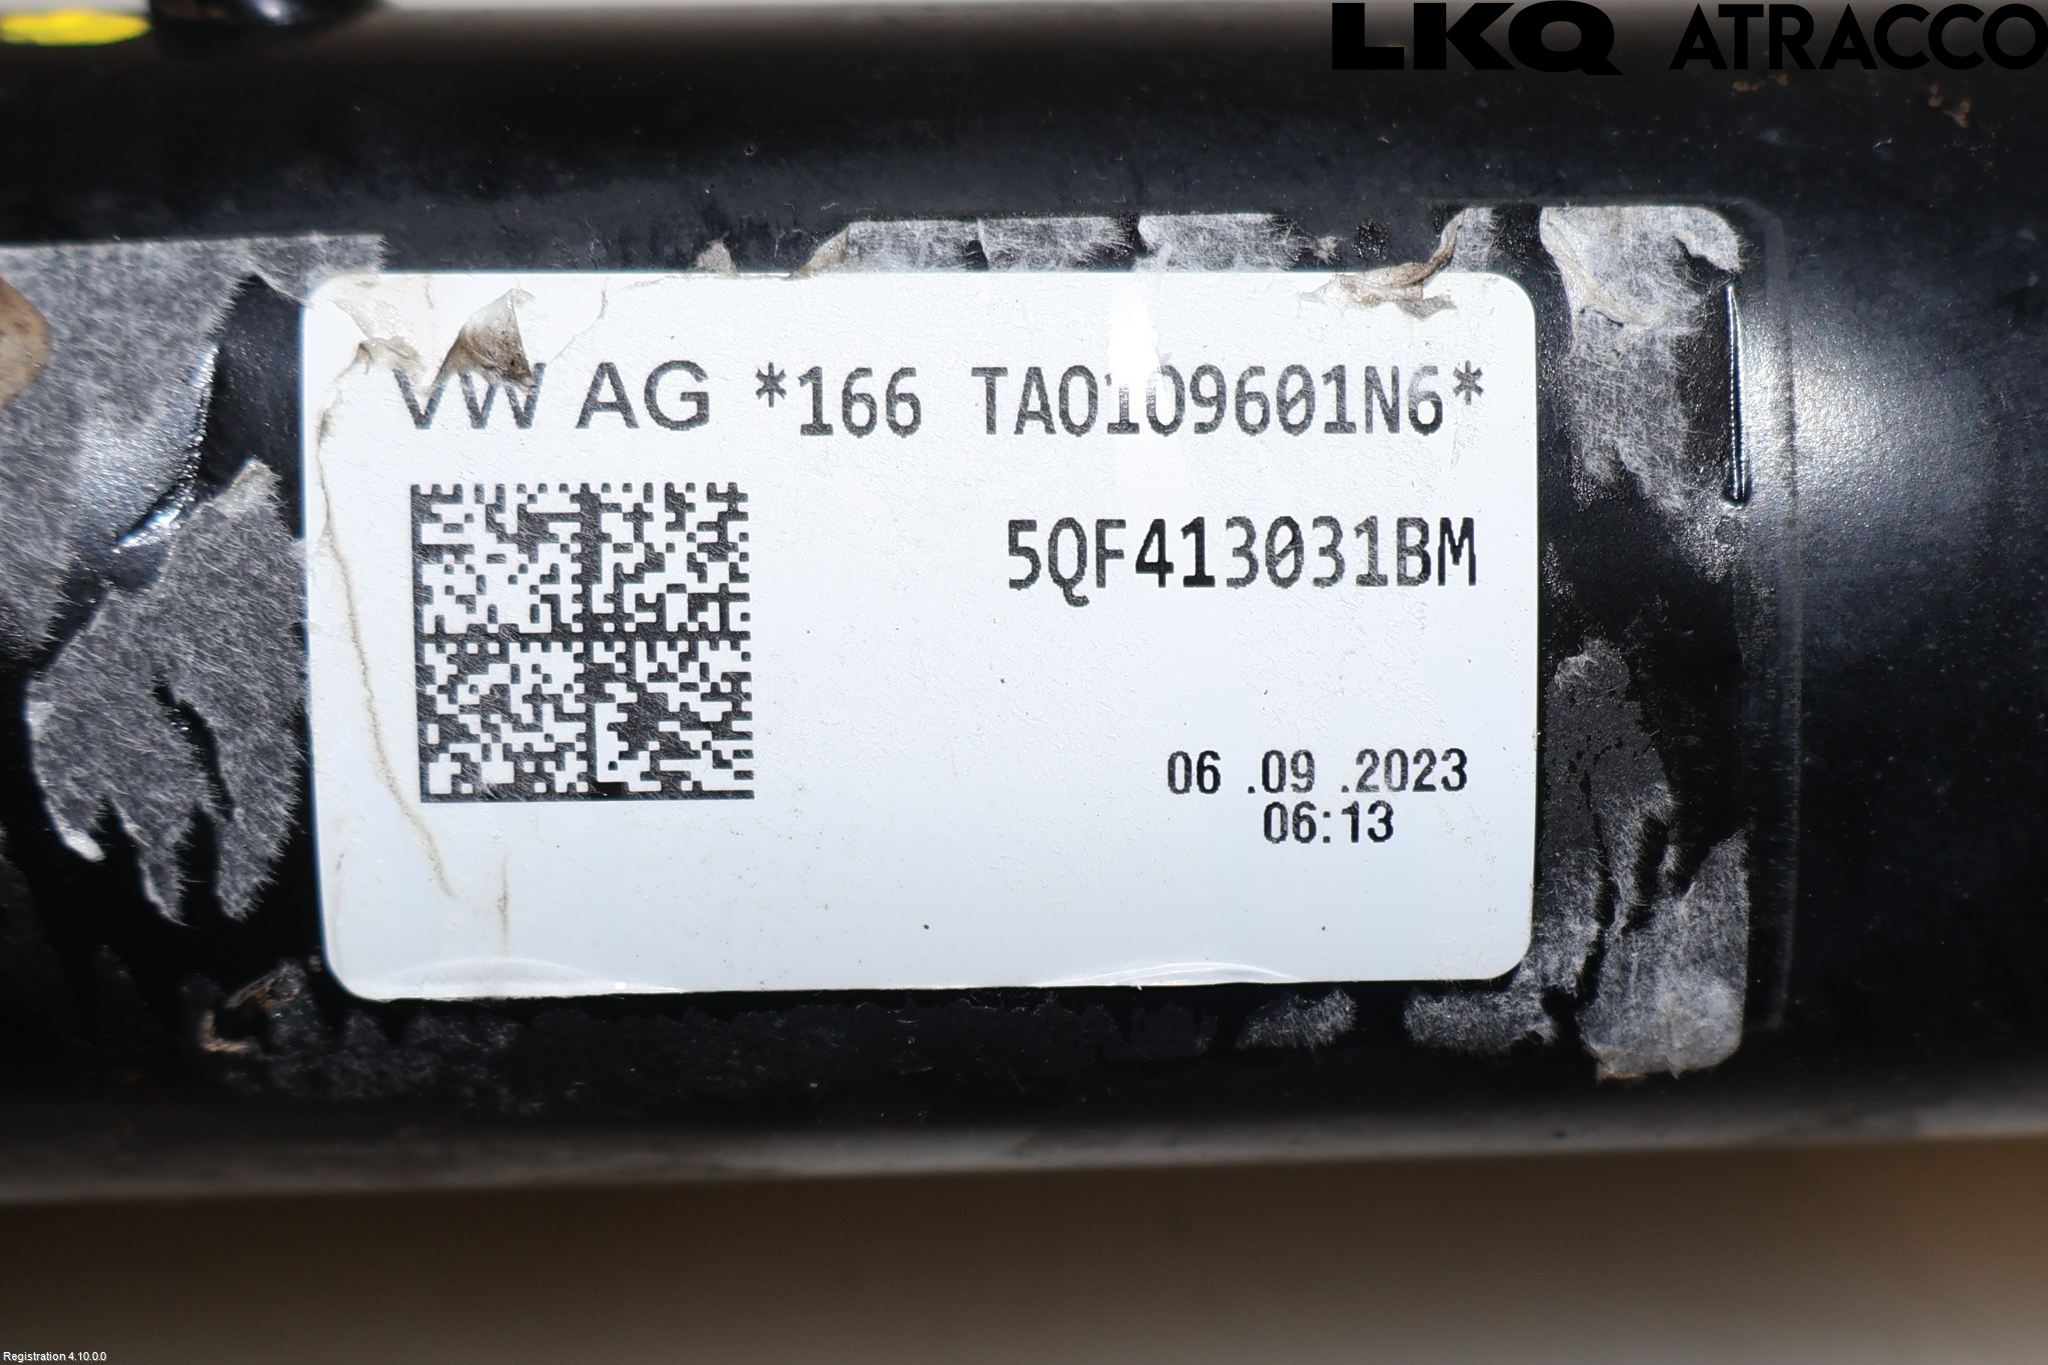 LKQ ATRACCO
VW AG *166 TA0109601N6*
5QF413031BM
06 .09 .2023
06:13
Registration 4.10.0.0